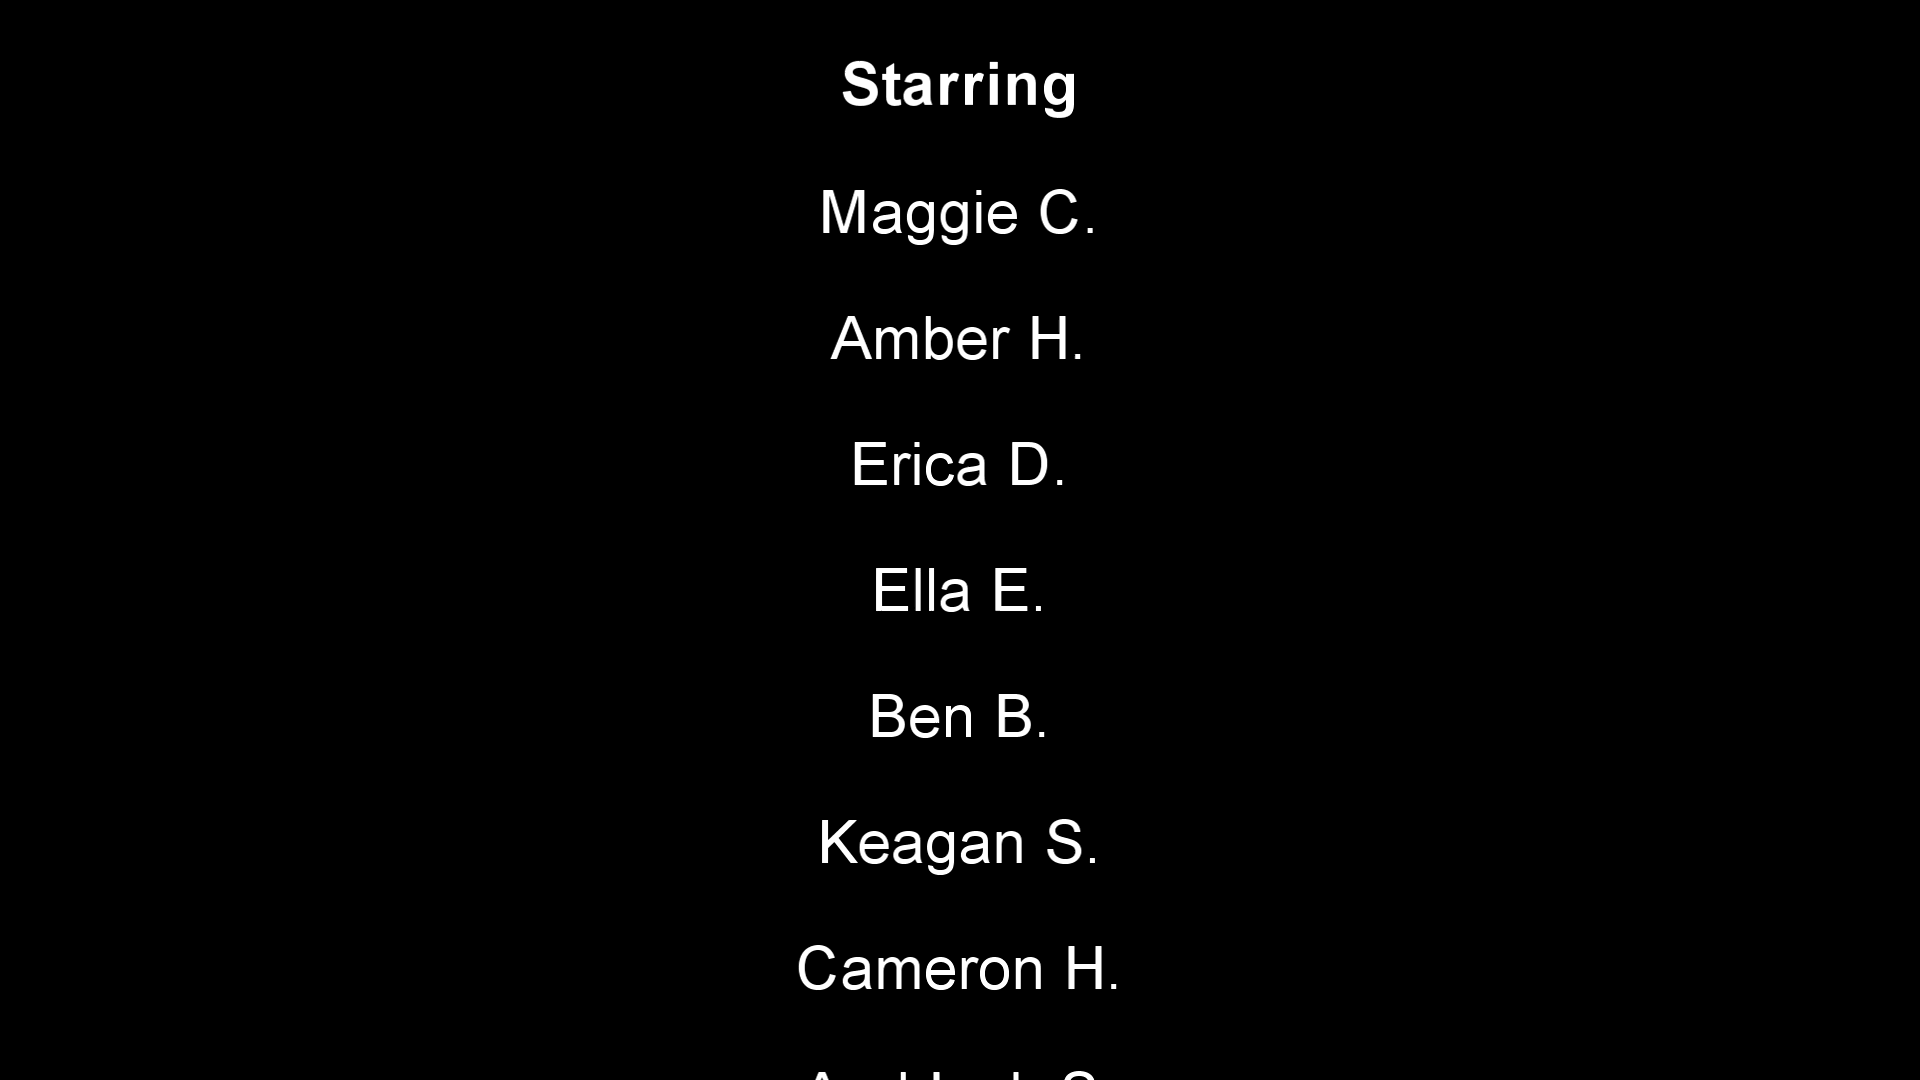 Starring
Maggie C.
Amber H.
Erica D.
Ella E.
Ben B.
Keagan S.
Cameron H.